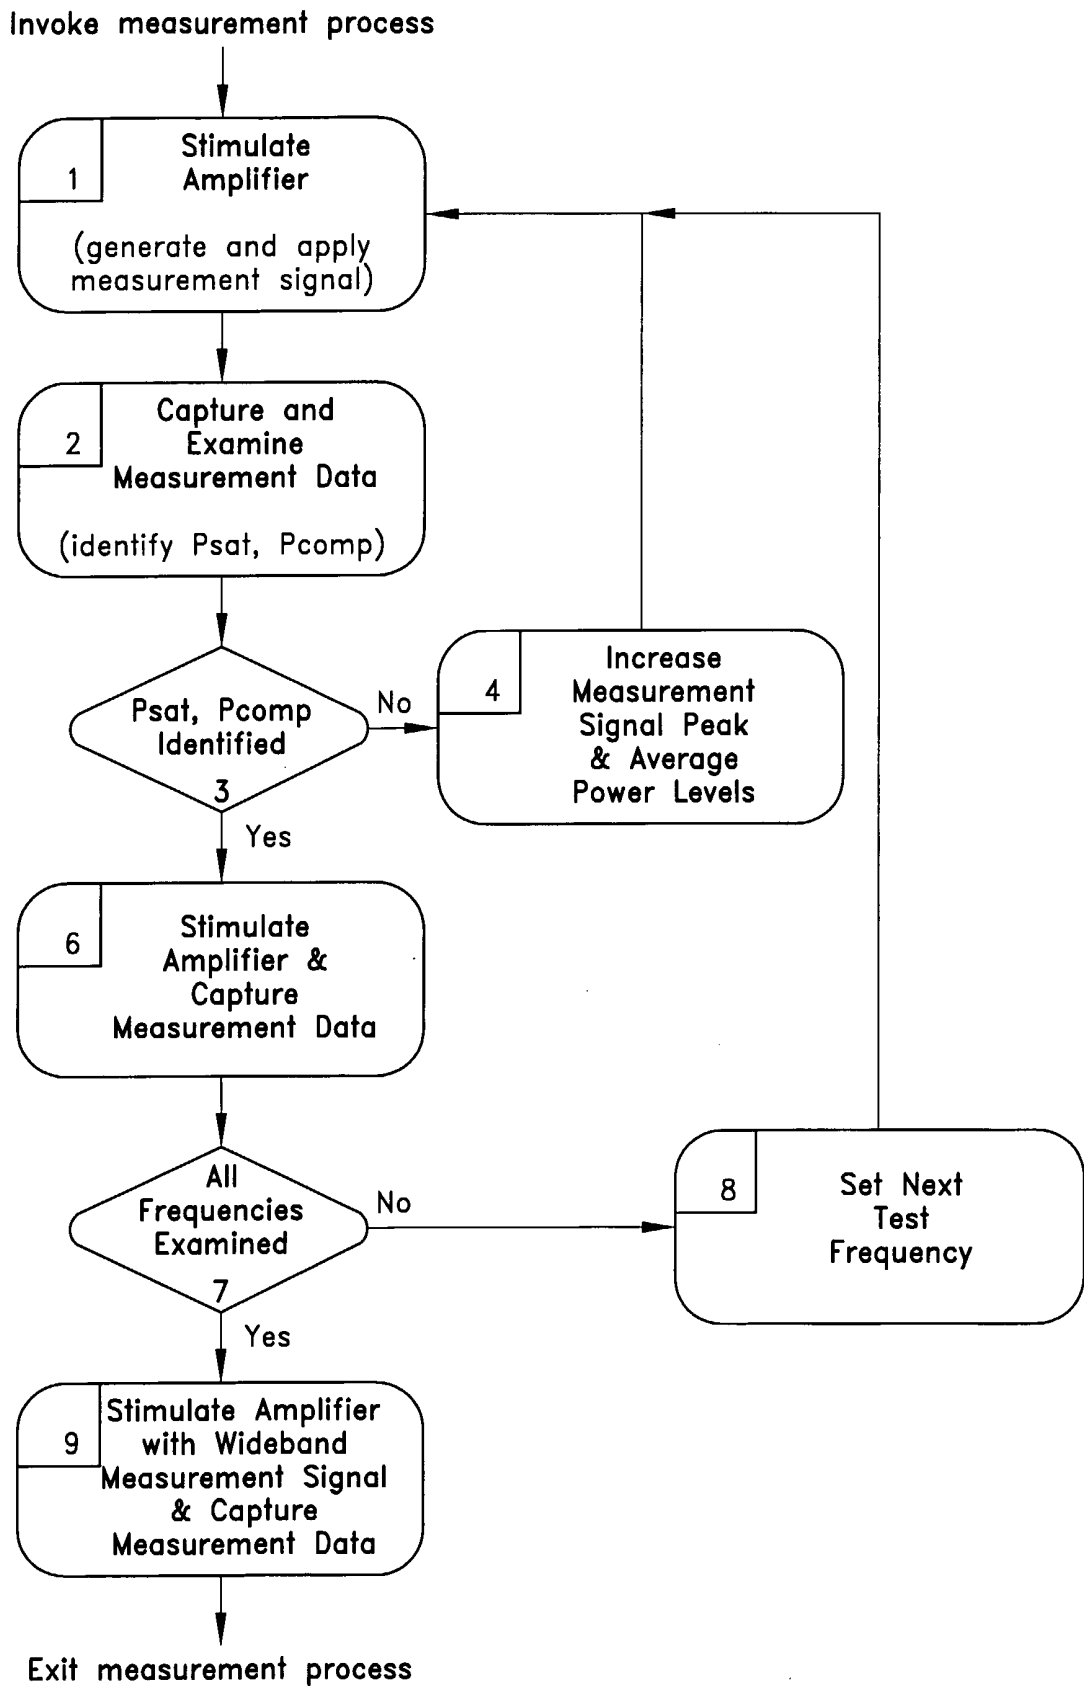 Invoke measurement process
1
Stimulate
Amplifier
(generate and apply
measurement signal)
2
Capture and
Examine
Measurement Data
(identify Psat, Pcomp)
Psat, Pcomp
Identified
3
No
Yes
4
Increase
Measurement
Signal Peak
& Average
Power Levels
6
Stimulate
Amplifier &
Capture
Measurement Data
All
Frequencies
Examined
7
No
Yes
8
Set Next
Test
Frequency
9
Stimulate Amplifier
with Wideband
Measurement Signal
& Capture
Measurement Data
Exit measurement process